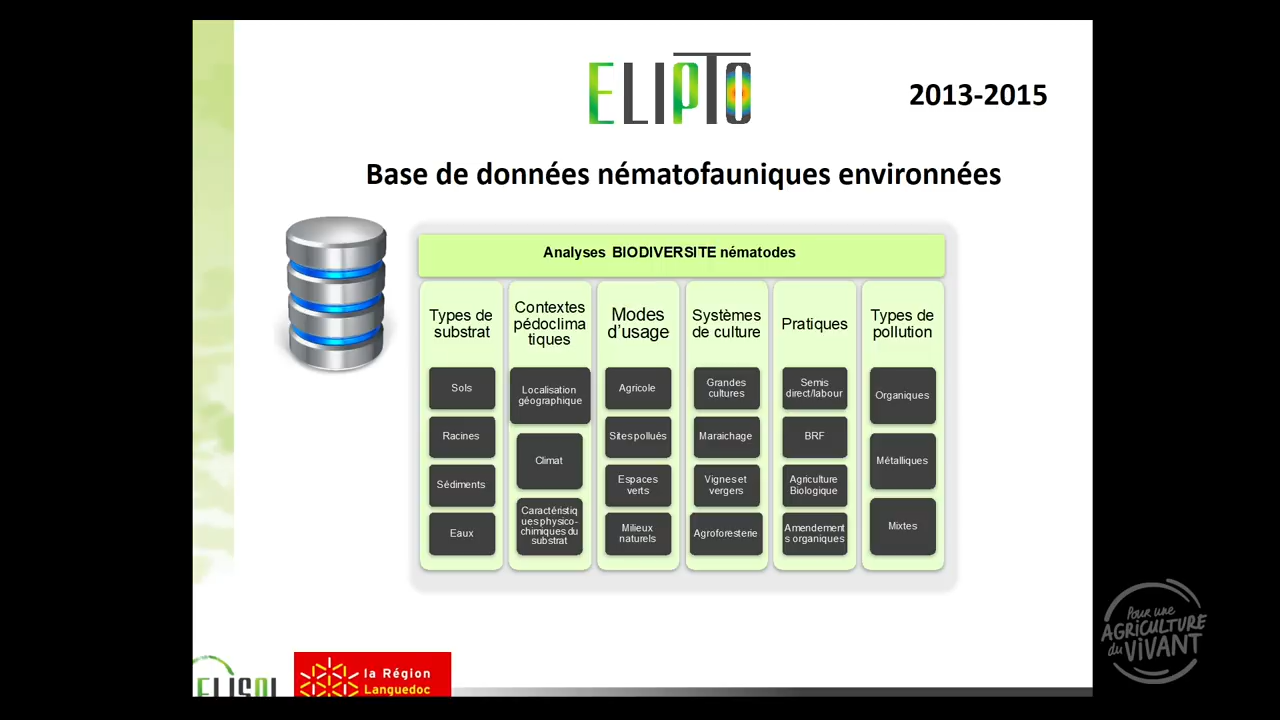 ELIPTO
2013-2015
Base de données nématofauniques environnées
Analyses BIODIVERSITE nématodes
Types de
substrat
Sols
Racines
Sédiments
Eaux
Contextes
pédoclima
tiques
Localisation
géographique
Climat
Caractéristiq
ues physico-
chimiques du
substrat
Modes
d'usage
Agricole
Sites pollués
Espaces
verts
Milieux
naturels
Systèmes
de culture
Grandes
cultures
Maraichage
Vignes et
vergers
Agroforesterie
Pratiques
Semis
direct/labour
BRF
Agriculture
Biologique
Amendement
s organiques
Types de
pollution
Organiques
Métalliques
Mixtes
ELISOL
la Région
Languedoc
Pour une
AGRiCULTURE
du ViVANT